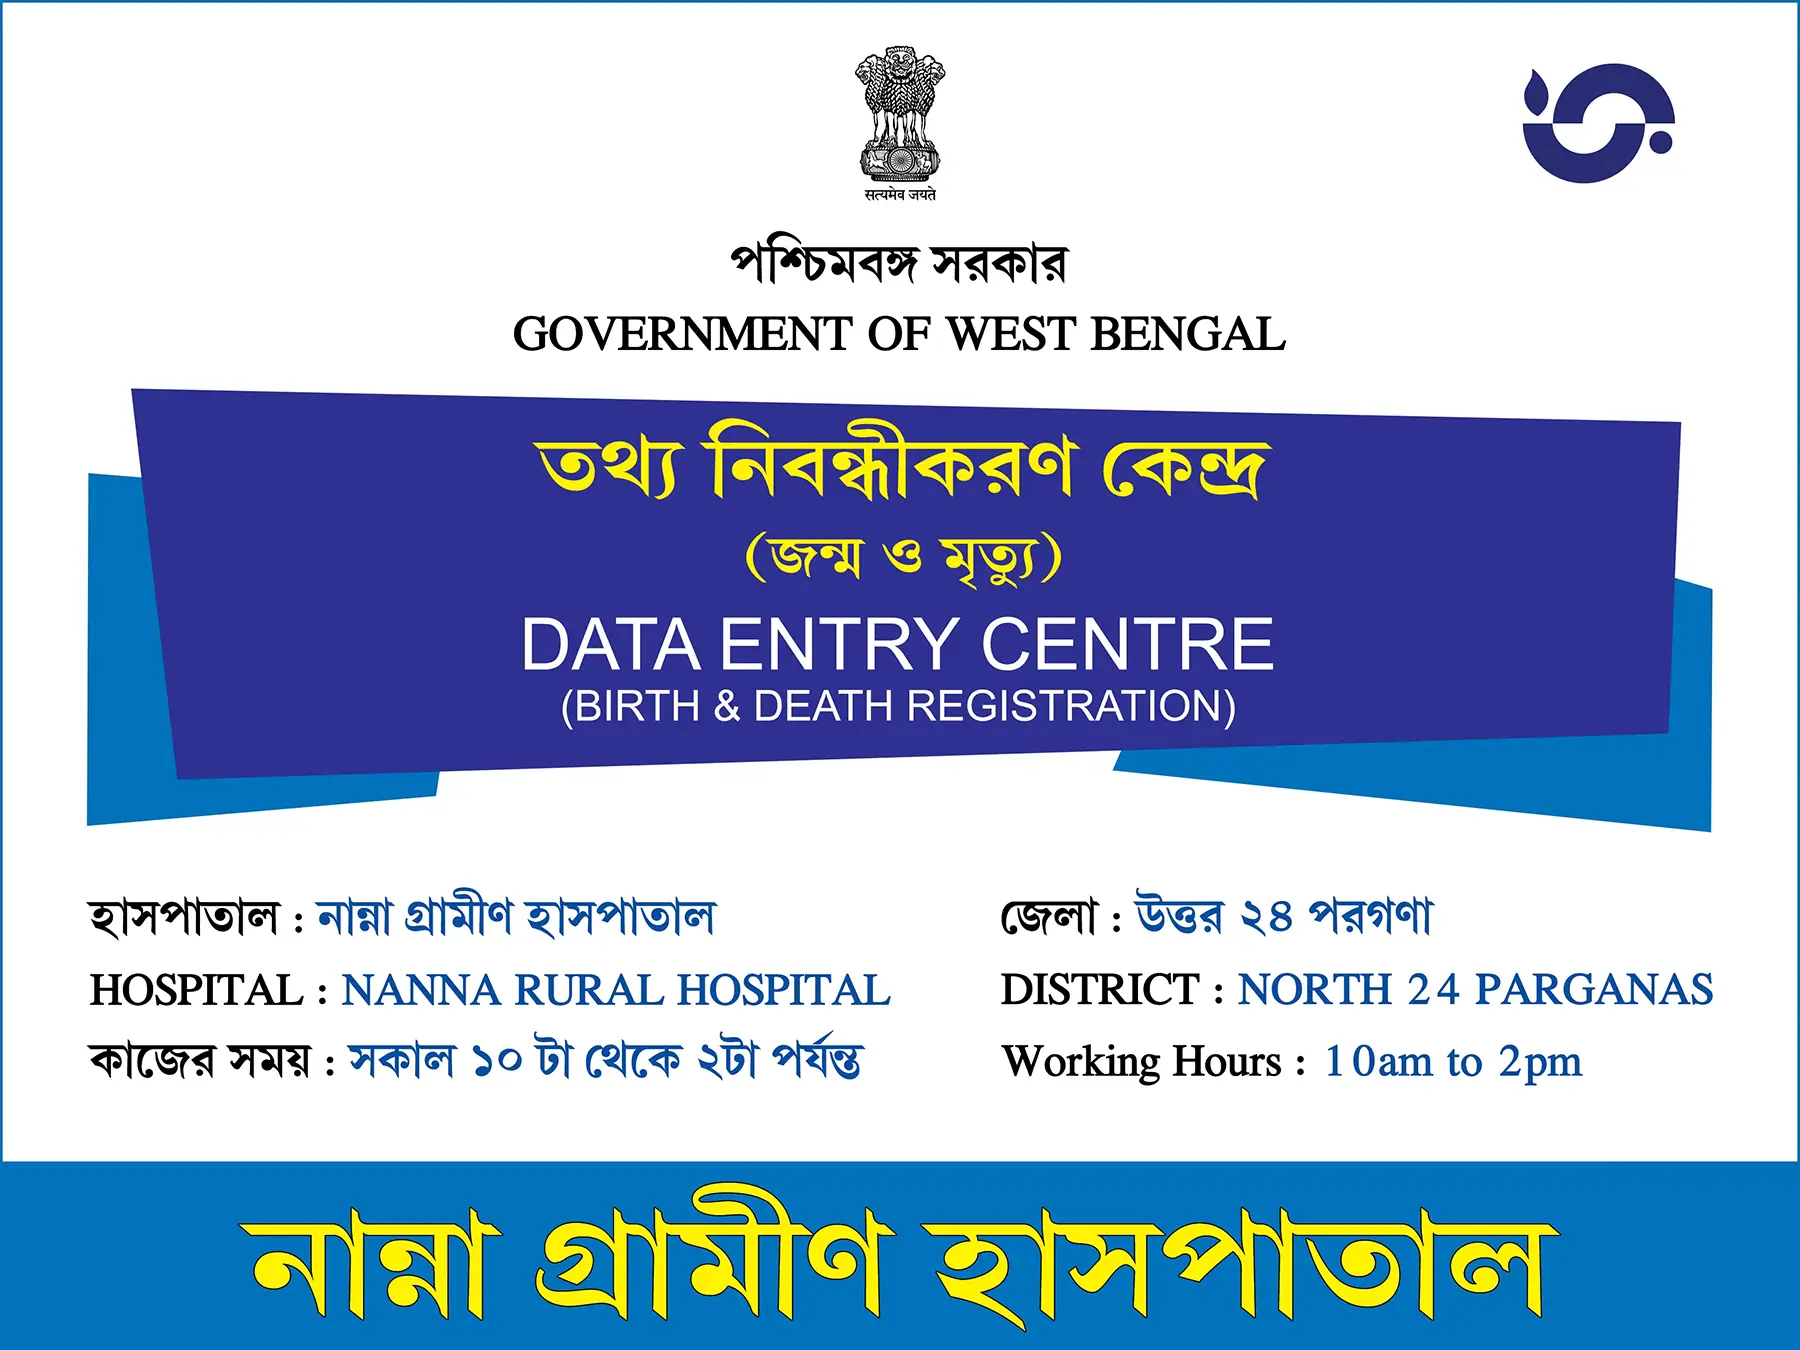 सत्यमेव जयते
পশ্চিমবঙ্গ সরকার
GOVERNMENT OF WEST BENGAL
তথ্য নিবন্ধীকরণ কেন্দ্র
(জন্ম ও মৃত্যু)
DATA ENTRY CENTRE
(BIRTH & DEATH REGISTRATION)
হাসপাতাল : নান্না গ্রামীণ হাসপাতাল
HOSPITAL : NANNA RURAL HOSPITAL
কাজের সময় : সকাল ১০ টা থেকে ২টা পর্যন্ত
জেলা : উত্তর ২৪ পরগণা
DISTRICT : NORTH 24 PARGANAS
Working Hours : 10am to 2pm
নান্না গ্রামীণ হাসপাতাল